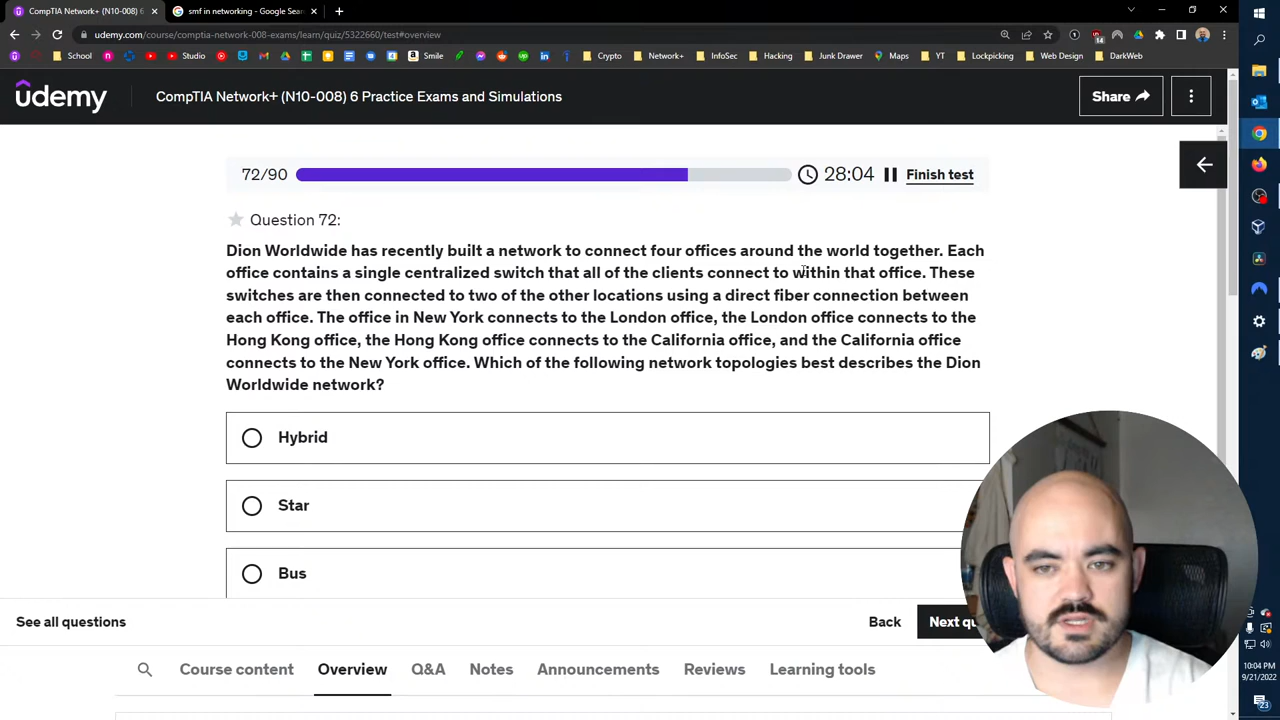 CompTIA Network+ (N10-008) 6 P
smf in networking - Google Searc
udemy.com/course/comptia-network-008-exams/learn/quiz/5322660/test#overview
14
School
Studio
Smile
Crypto
Network+
InfoSec
Hacking
Junk Drawer
Maps
YT
Lockpicking
Web Design
DarkWeb
ûdemy
CompTIA Network+ (N10-008) 6 Practice Exams and Simulations
Share
72/90
28:04
Finish test
Question 72:
Dion Worldwide has recently built a network to connect four offices around the world together. Each
office contains a single centralized switch that all of the clients connect to within that office. These
switches are then connected to two of the other locations using a direct fiber connection between
each office. The office in New York connects to the London office, the London office connects to the
Hong Kong office, the Hong Kong office connects to the California office, and the California office
connects to the New York office. Which of the following network topologies best describes the Dion
Worldwide network?
Hybrid
Star
Bus
See all questions
Back
Next qu
Course content
Overview
Q&A
Notes
Announcements
Reviews
Learning tools
10:04 PM
9/21/2022
23